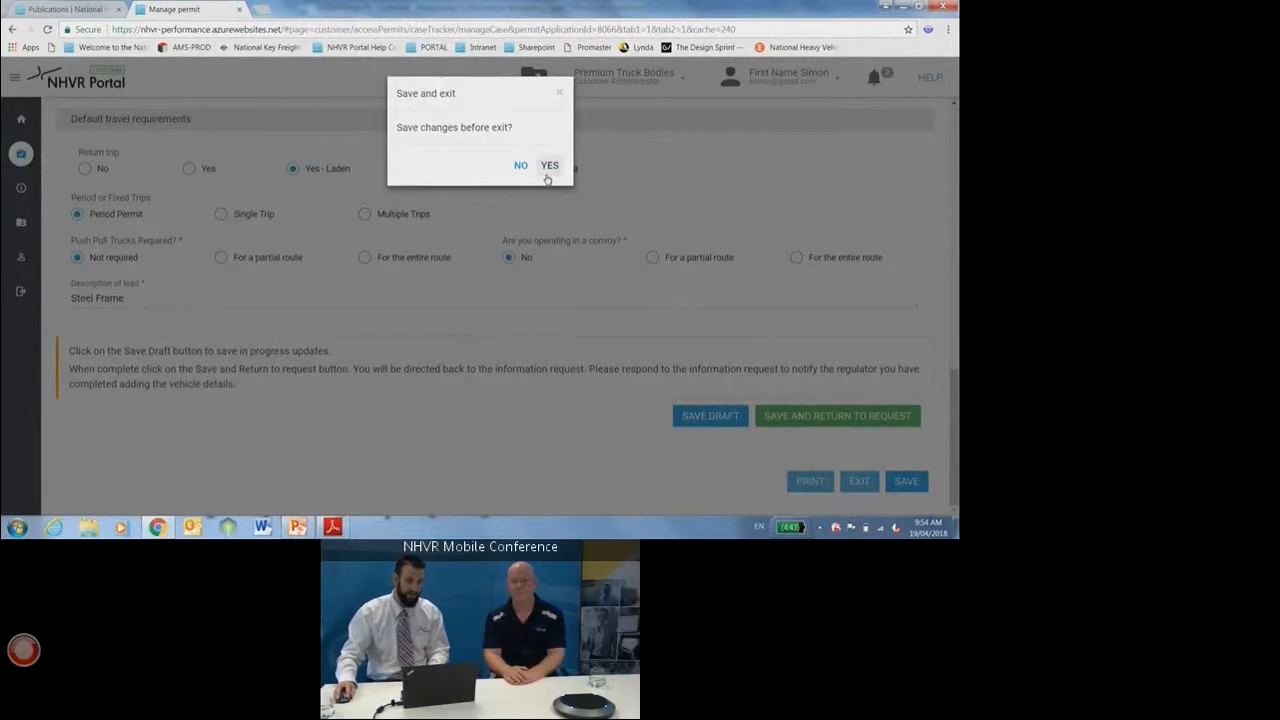 Publications | National
Manage permit
Secure
https://nhvr-performance.azurewebsites.net/#page=customer/accessPermits/caseTracker/manageCase&permitApplicationId=8066&tab1=1&tab2=1&cache=240
Apps
Welcome to the Nat
AMS-PROD
National Key Freight
NHVR Portal Help C
PORTAL
Intranet
Sharepoint
Promaster
Lynda
The Design Sprint —
National Heavy Veh
NHVR Portal
Premium Truck Bodies
Customer Administrator
First Name Simon
simon@gmail.com
3
HELP
Save and exit
×
Save changes before exit?
NO
YES
Default travel requirements
Return trip
No
Yes
Yes - Laden
Period or Fixed Trips
Period Permit
Single Trip
Multiple Trips
Push Pull Trucks Required? *
Not required
For a partial route
For the entire route
Are you operating in a convoy? *
No
For a partial route
For the entire route
Description of load *
Steel Frame
Click on the Save Draft button to save in progress updates.
When complete click on the Save and Return to request button. You will be directed back to the information request. Please respond to the information request to notify the regulator you have
completed adding the vehicle details.
SAVE DRAFT
SAVE AND RETURN TO REQUEST
PRINT
EXIT
SAVE
EN
(4:43)
9:54 AM
19/04/2018
NHVR Mobile Conference